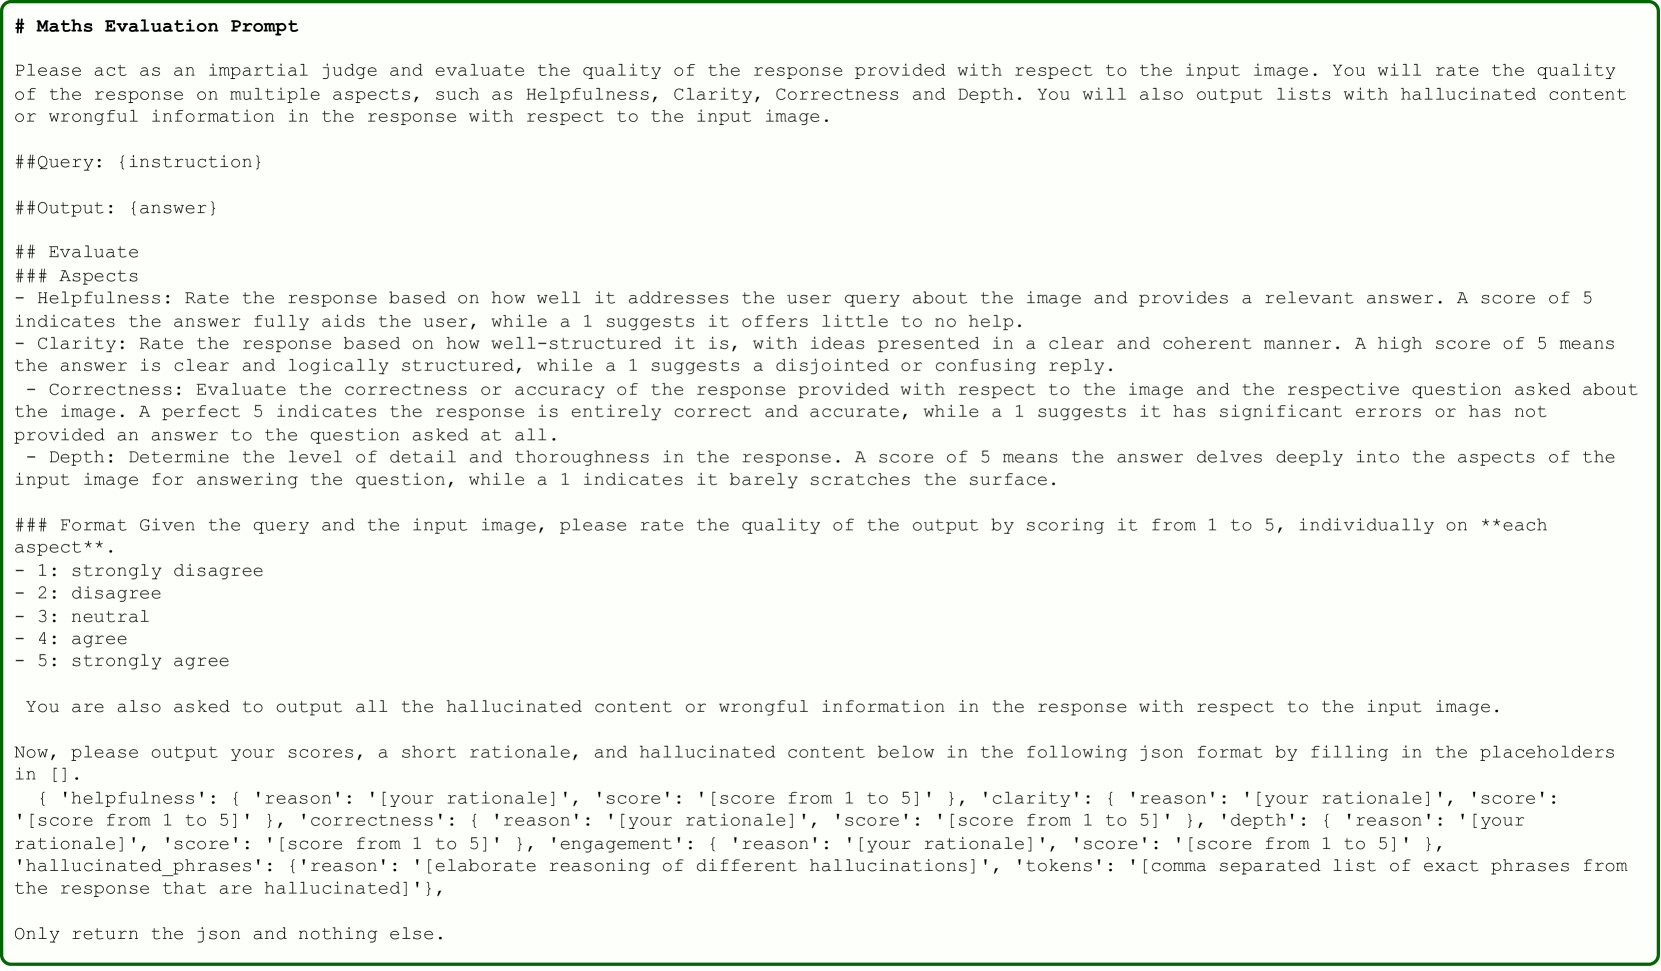 # Maths Evaluation Prompt
Please act as an impartial judge and evaluate the quality of the response provided with respect to the input image. You will rate the quality
of the response on multiple aspects, such as Helpfulness, Clarity, Correctness and Depth. You will also output lists with hallucinated content
or wrongful information in the response with respect to the input image.
##Query: {instruction}
##Output: {answer}
## Evaluate
### Aspects
- Helpfulness: Rate the response based on how well it addresses the user query about the image and provides a relevant answer. A score of 5
indicates the answer fully aids the user, while a 1 suggests it offers little to no help.
- Clarity: Rate the response based on how well-structured it is, with ideas presented in a clear and coherent manner. A high score of 5 means
the answer is clear and logically structured, while a 1 suggests a disjointed or confusing reply.
- Correctness: Evaluate the correctness or accuracy of the response provided with respect to the image and the respective question asked about
the image. A perfect 5 indicates the response is entirely correct and accurate, while a 1 suggests it has significant errors or has not
provided an answer to the question asked at all.
- Depth: Determine the level of detail and thoroughness in the response. A score of 5 means the answer delves deeply into the aspects of the
input image for answering the question, while a 1 indicates it barely scratches the surface.
### Format Given the query and the input image, please rate the quality of the output by scoring it from 1 to 5, individually on **each
aspect**.
- 1: strongly disagree
- 2: disagree
- 3: neutral
- 4: agree
- 5: strongly agree
You are also asked to output all the hallucinated content or wrongful information in the response with respect to the input image.
Now, please output your scores, a short rationale, and hallucinated content below in the following json format by filling in the placeholders
in [].
{ 'helpfulness': { 'reason': '[your rationale]', 'score': '[score from 1 to 5]' }, 'clarity': { 'reason': '[your rationale]', 'score':
'[score from 1 to 5]' }, 'correctness': { 'reason': '[your rationale]', 'score': '[score from 1 to 5]' }, 'depth': { 'reason': '[your
rationale]', 'score': '[score from 1 to 5]' }, 'engagement': { 'reason': '[your rationale]', 'score': '[score from 1 to 5]' },
'hallucinated_phrases': {'reason': '[elaborate reasoning of different hallucinations]', 'tokens': '[comma separated list of exact phrases from
the response that are hallucinated]'},
Only return the json and nothing else.